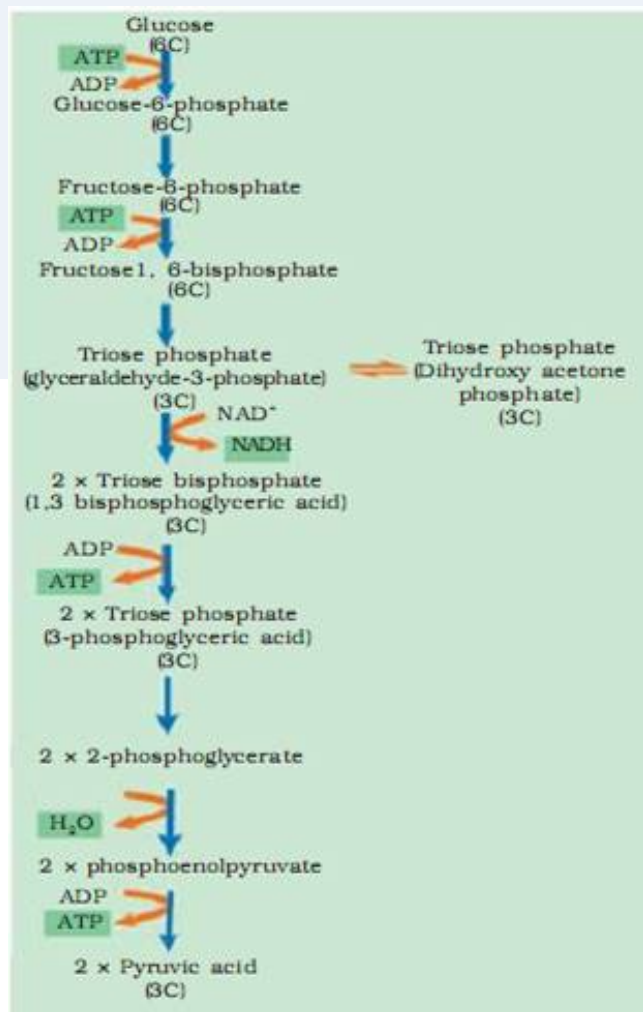 Glucose
(6C)
ATP
ADP
Glucose-6-phosphate
(6C)
Fructose-6-phosphate
(6C)
ATP
ADP
Fructose1, 6-bisphosphate
(6C)
Triose phosphate
(glyceraldehyde-3-phosphate)
(3C)
Triose phosphate
(Dihydroxy acetone
phosphate)
(3C)
NAD⁺
NADH
2 × Triose bisphosphate
(1,3 bisphosphoglyceric acid)
(3C)
ADP
ATP
2 × Triose phosphate
(3-phosphoglyceric acid)
(3C)
2 × 2-phosphoglycerate
H₂O
2 × phosphoenolpyruvate
ADP
ATP
2 × Pyruvic acid
(3C)